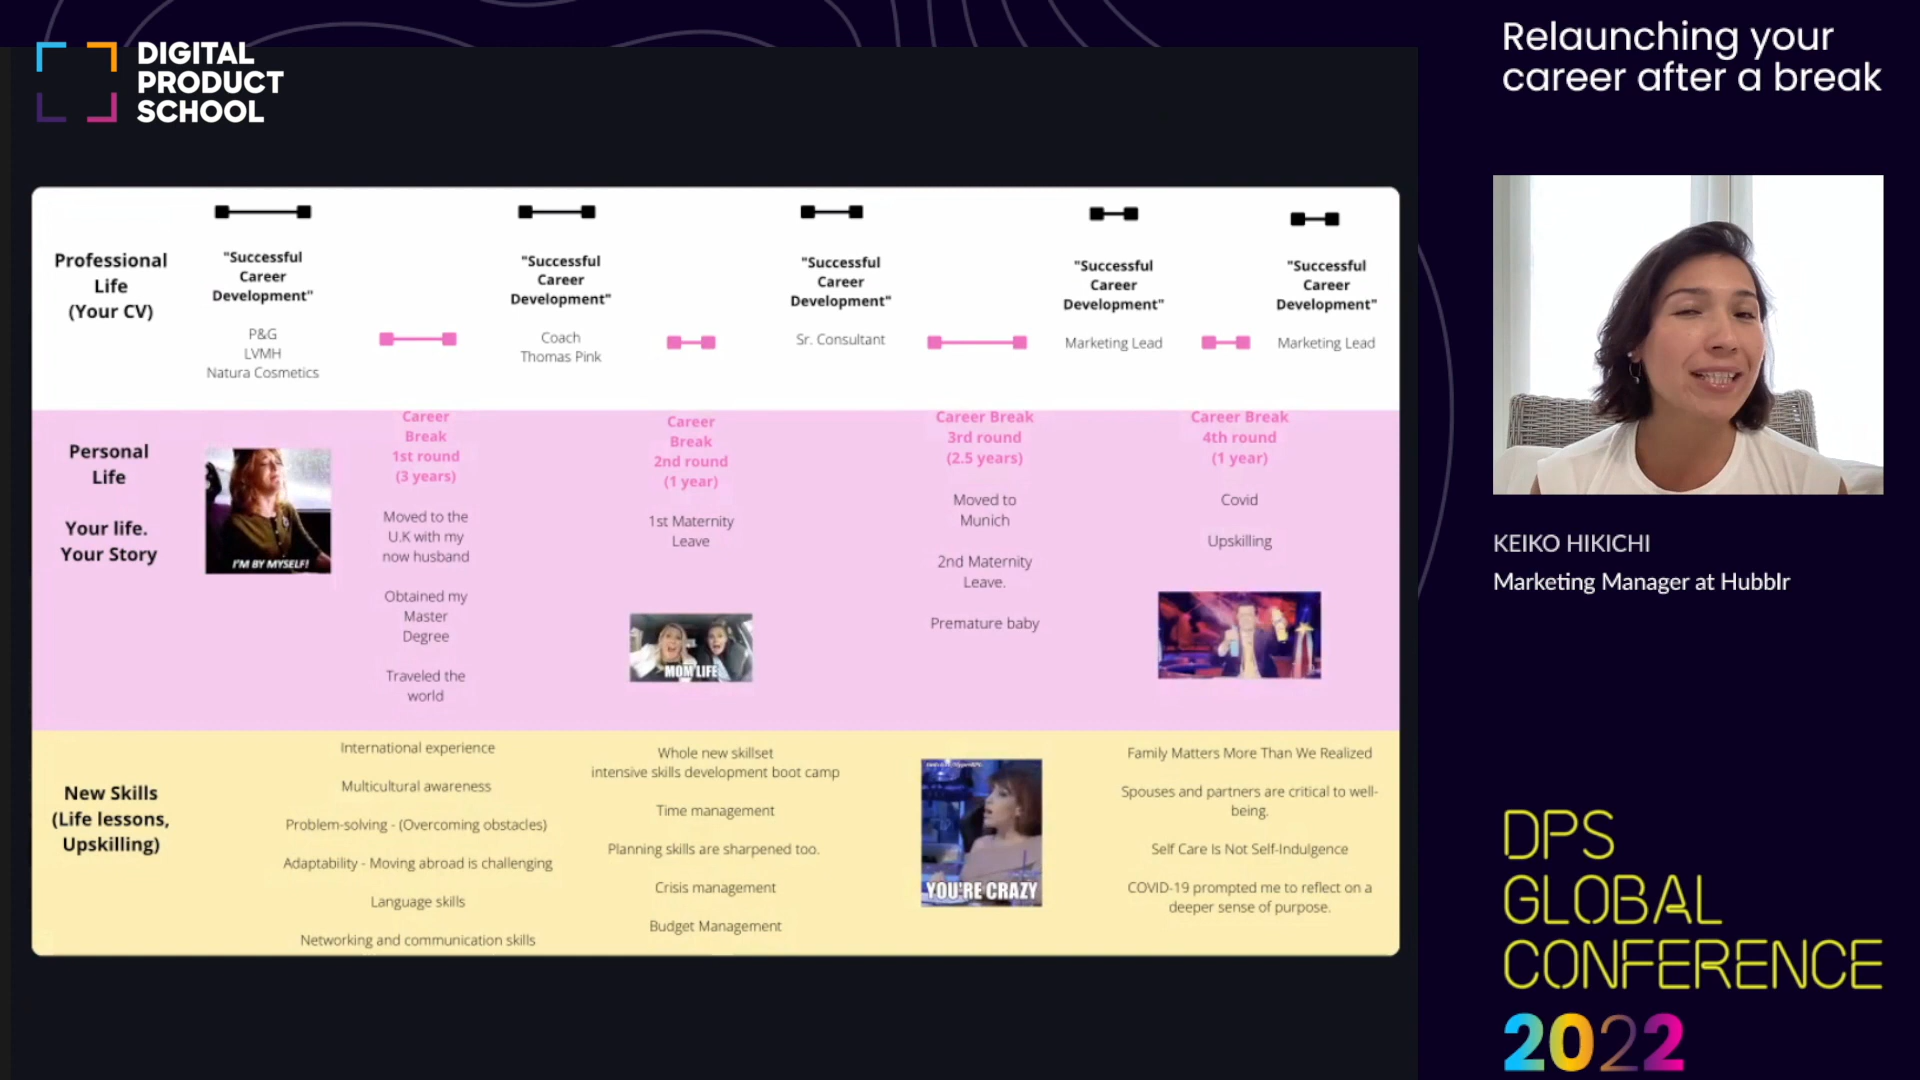 DIGITAL
PRODUCT
SCHOOL
Relaunching your
career after a break
Professional
Life
(Your CV)
"Successful
Career
Development"
P&G
LVMH
Natura Cosmetics
"Successful
Career
Development"
Coach
Thomas Pink
"Successful
Career
Development"
Sr. Consultant
"Successful
Career
Development"
Marketing Lead
"Successful
Career
Development"
Marketing Lead
Personal
Life
Your life.
Your Story
I'M BY MYSELF!
Career
Break
1st round
(3 years)
Moved to the
U.K with my
now husband
Obtained my
Master
Degree
Traveled the
world
Career
Break
2nd round
(1 year)
1st Maternity
Leave
MOM LIFE
Career Break
3rd round
(2.5 years)
Moved to
Munich
2nd Maternity
Leave.
Premature baby
Career Break
4th round
(1 year)
Covid
Upskilling
New Skills
(Life lessons,
Upskilling)
International experience
Multicultural awareness
Problem-solving - (Overcoming obstacles)
Adaptability - Moving abroad is challenging
Language skills
Networking and communication skills
Whole new skillset
intensive skills development boot camp
Time management
Planning skills are sharpened too.
Crisis management
Budget Management
YOU'RE CRAZY
Family Matters More Than We Realized
Spouses and partners are critical to well-
being.
Self Care Is Not Self-Indulgence
COVID-19 prompted me to reflect on a
deeper sense of purpose.
KEIKO HIKICHI
Marketing Manager at Hubblr
DPS
GLOBAL
CONFERENCE
2022